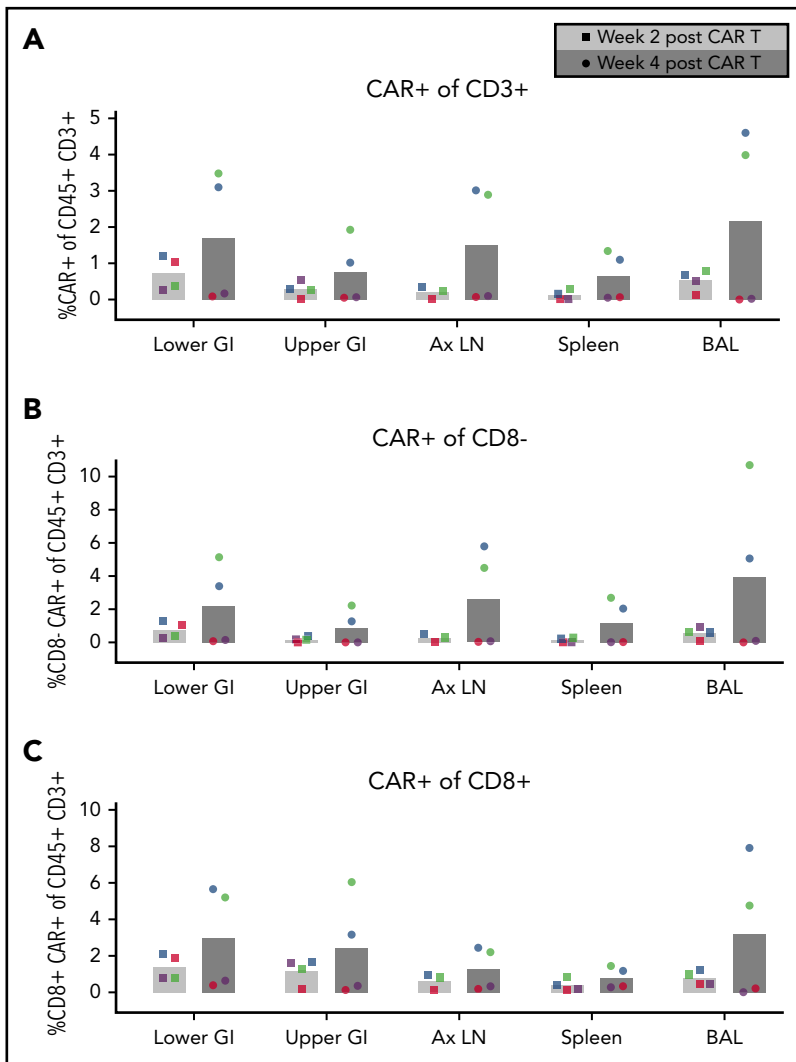 A
Week 2 post CAR T
Week 4 post CAR T
CAR+ of CD3+
%CAR+ of CD45+ CD3+
5
4
3
2
1
0
Lower GI Upper GI Ax LN Spleen BAL
B
CAR+ of CD8-
%CD8- CAR+ of CD45+ CD3+
10
8
6
4
2
0
Lower GI Upper GI Ax LN Spleen BAL
C
CAR+ of CD8+
%CD8+ CAR+ of CD45+ CD3+
10
8
6
4
2
0
Lower GI Upper GI Ax LN Spleen BAL